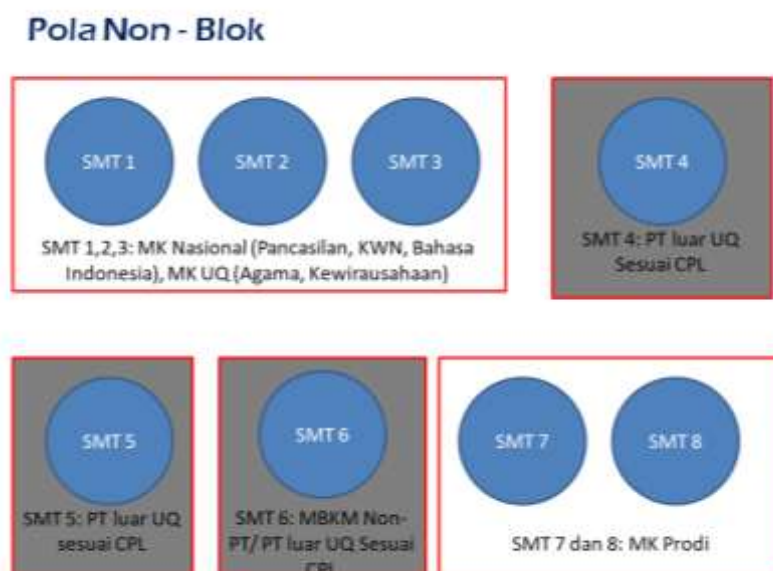 Pola Non - Blok
SMT 1
SMT 2
SMT 3
SMT 4
SMT 1,2,3: MK Nasional (Pancasilan, KWN, Bahasa
Indonesia), MK UQ (Agama, Kewirausahaan)
SMT 4: PT luar UQ
Sesuai CPL
SMT 5
SMT 6
SMT 7
SMT 8
SMT 5: PT luar UQ
sesuai CPL
SMT 6: MBKM Non-
PT/ PT luar UQ Sesuai
CPL
SMT 7 dan 8: MK Prodi